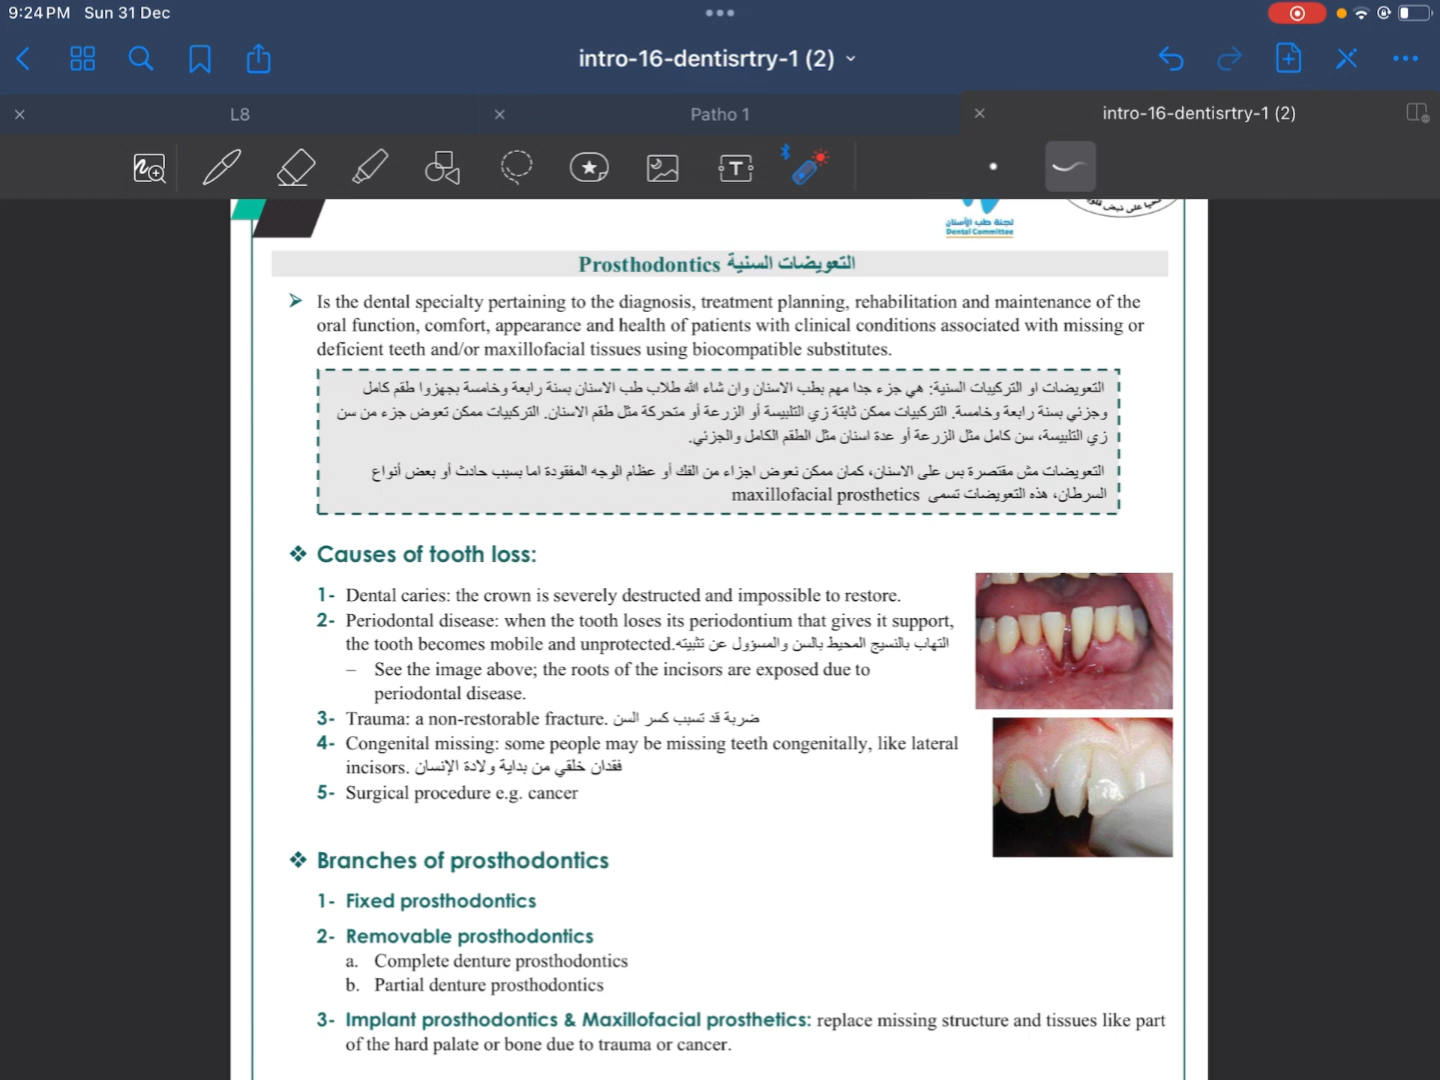 9:24 PM Sun 31 Dec
intro-16-dentisrtry-1 (2)
L8
Patho 1
intro-16-dentisrtry-1 (2)
لجنة طب الأسنان
Dental Committee
Prosthodontics التعويضات السنية
Is the dental specialty pertaining to the diagnosis, treatment planning, rehabilitation and maintenance of the
oral function, comfort, appearance and health of patients with clinical conditions associated with missing or
deficient teeth and/or maxillofacial tissues using biocompatible substitutes.
التعويضات او التركيبات السنية: هي جزء جدا مهم بطب الاسنان وان شاء الله طلاب طب الاسنان بسنة رابعة وخامسة بجهزوا طقم كامل
وجزئي بسنة رابعة وخامسة. التركيبات ممكن ثابتة زي التلبيسة أو الزرعة أو متحركة مثل طقم الاسنان. التركيبات ممكن تعوض جزء من سن
زي التلبيسة، سن كامل مثل الزرعة أو عدة اسنان مثل الطقم الكامل والجزئي.
التعويضات مش مقتصرة بس على الاسنان، كمان ممكن نعوض اجزاء من الفك أو عظام الوجه المفقودة اما بسبب حادث أو بعض أنواع
السرطان، هذه التعويضات تسمى maxillofacial prosthetics
❖ Causes of tooth loss:
1- Dental caries: the crown is severely destructed and impossible to restore.
2- Periodontal disease: when the tooth loses its periodontium that gives it support,
the tooth becomes mobile and unprotected. التهاب بالنسيج المحيط بالسن والمسؤول عن تثبيته
– See the image above; the roots of the incisors are exposed due to
periodontal disease.
3- Trauma: a non-restorable fracture. ضربة قد تسبب كسر السن
4- Congenital missing: some people may be missing teeth congenitally, like lateral
incisors. فقدان خلقي من بداية ولادة الإنسان
5- Surgical procedure e.g. cancer
❖ Branches of prosthodontics
1- Fixed prosthodontics
2- Removable prosthodontics
a. Complete denture prosthodontics
b. Partial denture prosthodontics
3- Implant prosthodontics & Maxillofacial prosthetics: replace missing structure and tissues like part
of the hard palate or bone due to trauma or cancer.